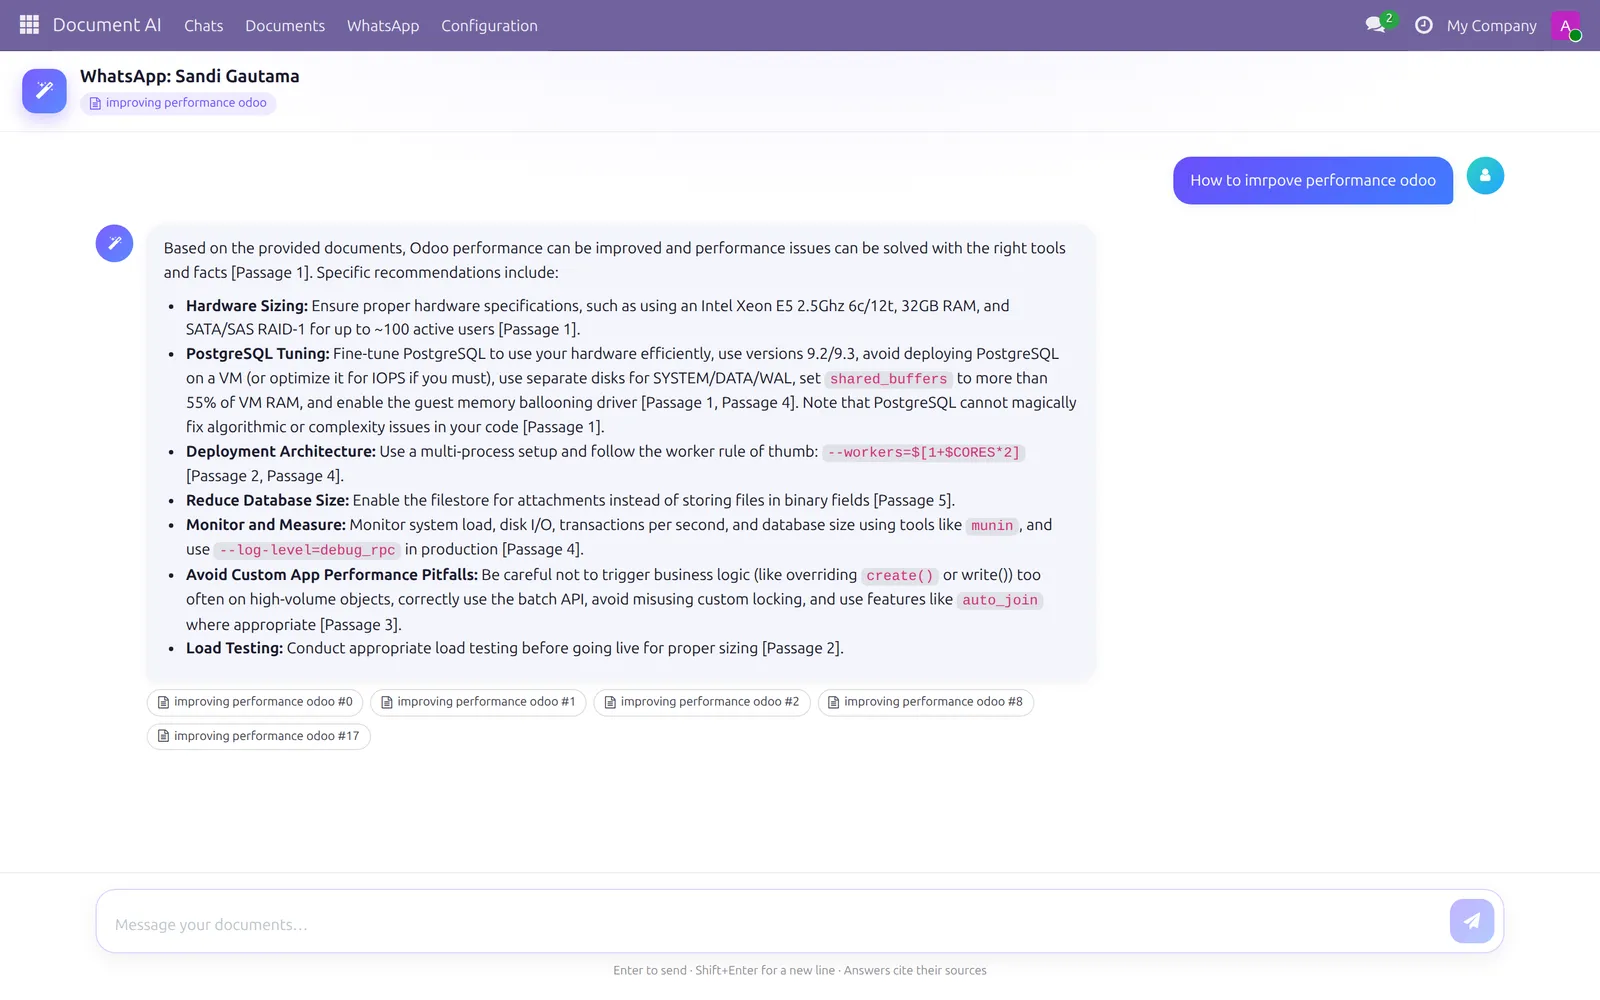 Document AI Chats Documents WhatsApp Configuration 2 My Company A
WhatsApp: Sandi Gautama
improving performance odoo
How to imrpove performance odoo
Based on the provided documents, Odoo performance can be improved and performance issues can be solved with the right tools
and facts [Passage 1]. Specific recommendations include:
• Hardware Sizing: Ensure proper hardware specifications, such as using an Intel Xeon E5 2.5Ghz 6c/12t, 32GB RAM, and
SATA/SAS RAID-1 for up to ~100 active users [Passage 1].
• PostgreSQL Tuning: Fine-tune PostgreSQL to use your hardware efficiently, use versions 9.2/9.3, avoid deploying PostgreSQL
on a VM (or optimize it for IOPS if you must), use separate disks for SYSTEM/DATA/WAL, set shared_buffers to more than
55% of VM RAM, and enable the guest memory ballooning driver [Passage 1, Passage 4]. Note that PostgreSQL cannot magically
fix algorithmic or complexity issues in your code [Passage 1].
• Deployment Architecture: Use a multi-process setup and follow the worker rule of thumb: --workers=$[1+$CORES*2]
[Passage 2, Passage 4].
• Reduce Database Size: Enable the filestore for attachments instead of storing files in binary fields [Passage 5].
• Monitor and Measure: Monitor system load, disk I/O, transactions per second, and database size using tools like munin, and
use --log-level=debug_rpc in production [Passage 4].
• Avoid Custom App Performance Pitfalls: Be careful not to trigger business logic (like overriding create() or write()) too
often on high-volume objects, correctly use the batch API, avoid misusing custom locking, and use features like auto_join
where appropriate [Passage 3].
• Load Testing: Conduct appropriate load testing before going live for proper sizing [Passage 2].
improving performance odoo #0 improving performance odoo #1 improving performance odoo #2 improving performance odoo #8
improving performance odoo #17
Message your documents…
Enter to send · Shift+Enter for a new line · Answers cite their sources